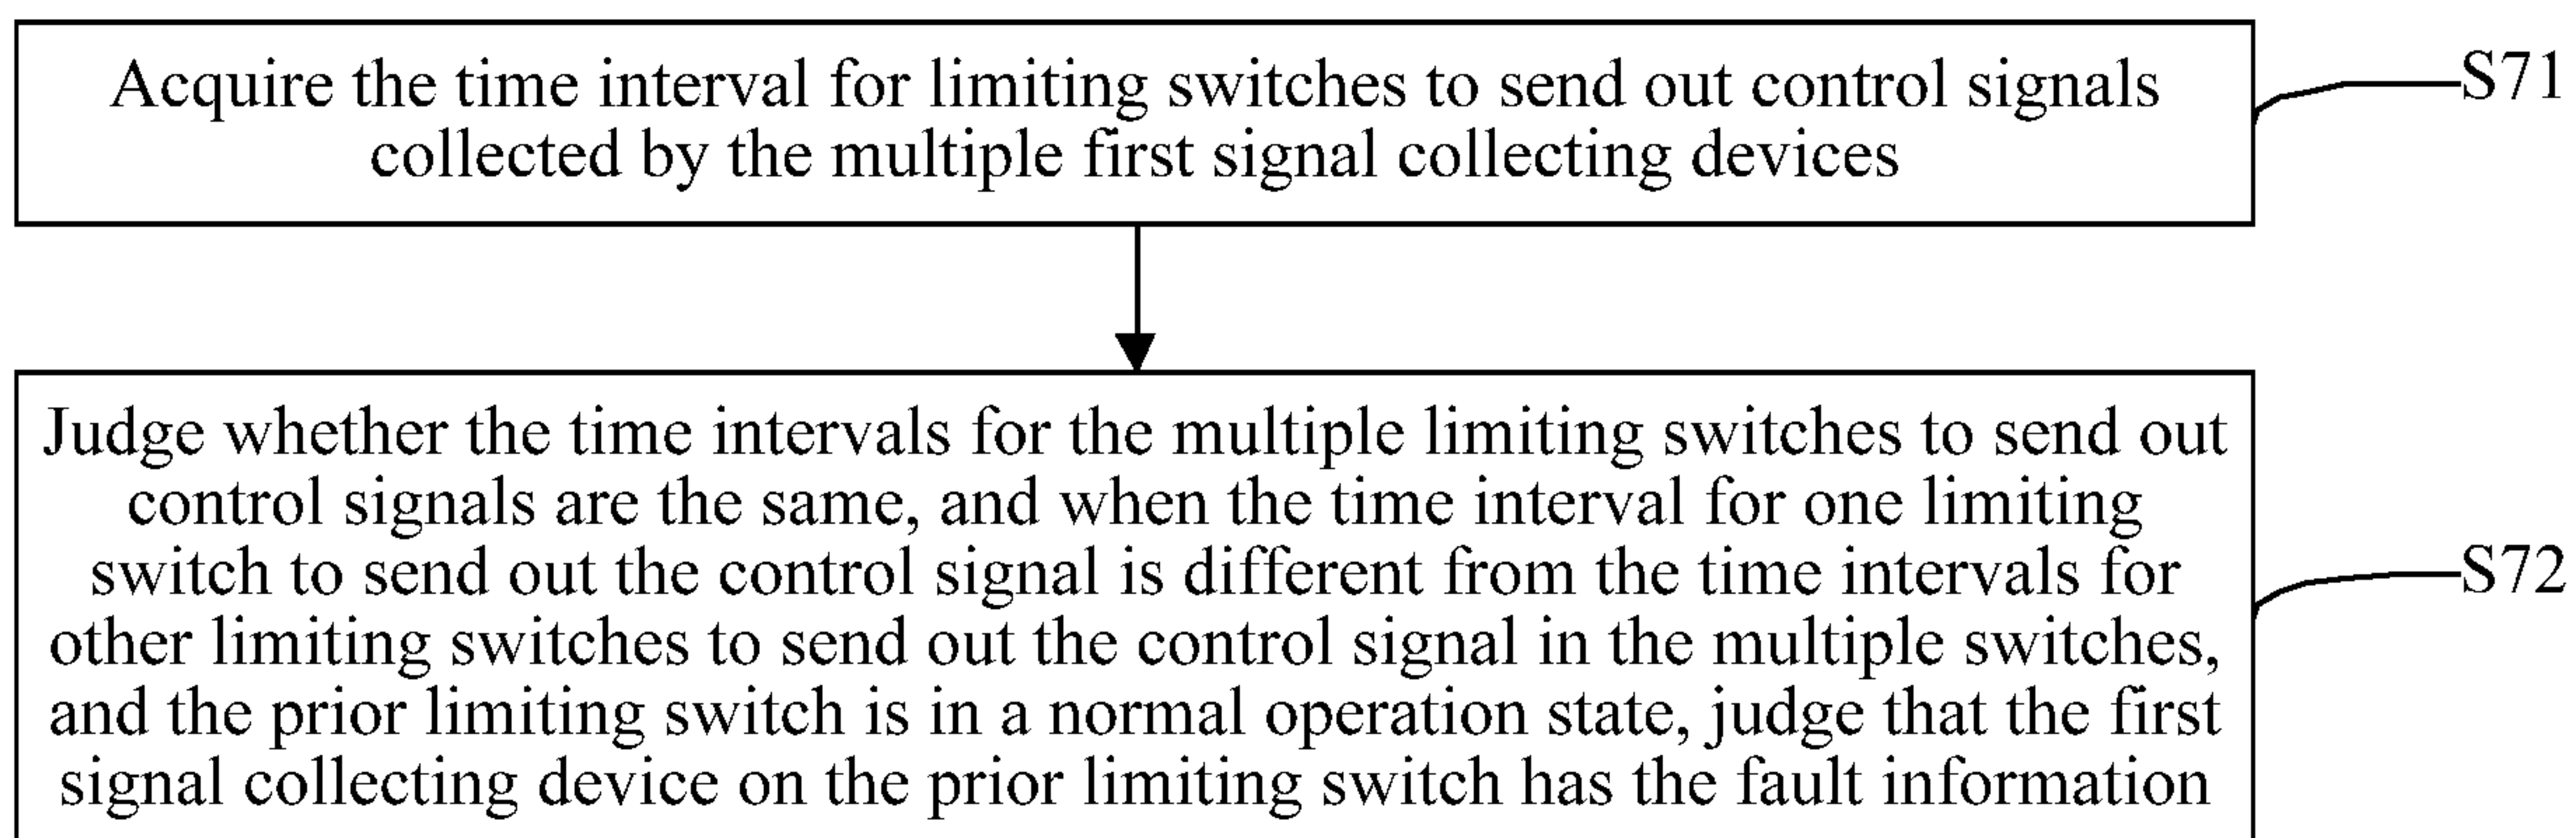 Acquire the time interval for limiting switches to send out control signals
collected by the multiple first signal collecting devices
S71
Judge whether the time intervals for the multiple limiting switches to send out
control signals are the same, and when the time interval for one limiting
switch to send out the control signal is different from the time intervals for
other limiting switches to send out the control signal in the multiple switches,
and the prior limiting switch is in a normal operation state, judge that the first
signal collecting device on the prior limiting switch has the fault information
S72